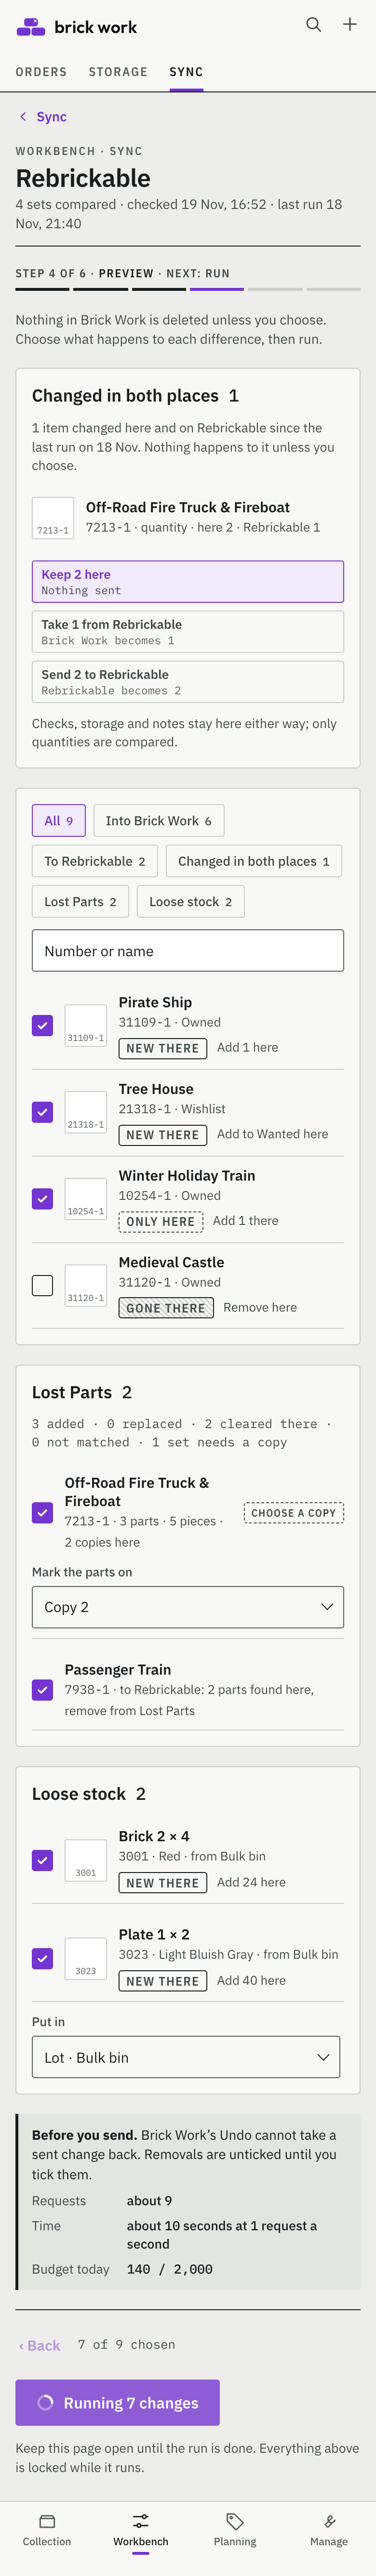 brick work
ORDERS STORAGE SYNC
Sync
WORKBENCH · SYNC
Rebrickable
4 sets compared · checked 19 Nov, 16:52 · last run 18
Nov, 21:40
STEP 4 OF 6 · PREVIEW · NEXT: RUN
Nothing in Brick Work is deleted unless you choose.
Choose what happens to each difference, then run.
Changed in both places 1
1 item changed here and on Rebrickable since the
last run on 18 Nov. Nothing happens to it unless you
choose.
7213-1
Off-Road Fire Truck & Fireboat
7213-1 · quantity · here 2 · Rebrickable 1
Keep 2 here
Nothing sent
Take 1 from Rebrickable
Brick Work becomes 1
Send 2 to Rebrickable
Rebrickable becomes 2
Checks, storage and notes stay here either way; only
quantities are compared.
All 9 Into Brick Work 6
To Rebrickable 2 Changed in both places 1
Lost Parts 2 Loose stock 2
Number or name
31109-1
Pirate Ship
31109-1 · Owned
NEW THERE Add 1 here
21318-1
Tree House
21318-1 · Wishlist
NEW THERE Add to Wanted here
10254-1
Winter Holiday Train
10254-1 · Owned
ONLY HERE Add 1 there
31120-1
Medieval Castle
31120-1 · Owned
GONE THERE Remove here
Lost Parts 2
3 added · 0 replaced · 2 cleared there ·
0 not matched · 1 set needs a copy
Off-Road Fire Truck &
Fireboat
7213-1 · 3 parts · 5 pieces ·
2 copies here
CHOOSE A COPY
Mark the parts on
Copy 2
Passenger Train
7938-1 · to Rebrickable: 2 parts found here,
remove from Lost Parts
Loose stock 2
3001
Brick 2 × 4
3001 · Red · from Bulk bin
NEW THERE Add 24 here
3023
Plate 1 × 2
3023 · Light Bluish Gray · from Bulk bin
NEW THERE Add 40 here
Put in
Lot · Bulk bin
Before you send. Brick Work’s Undo cannot take a
sent change back. Removals are unticked until you
tick them.
Requests about 9
Time about 10 seconds at 1 request a
second
Budget today 140 / 2,000
‹ Back 7 of 9 chosen
Running 7 changes
Keep this page open until the run is done. Everything above
is locked while it runs.
Collection Workbench Planning Manage